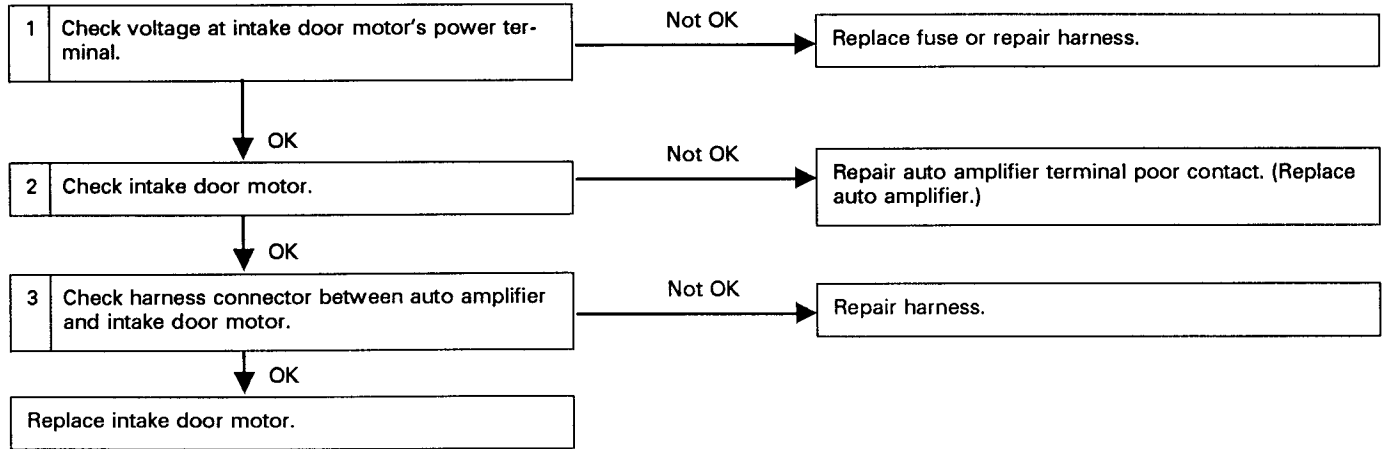 1 Check voltage at intake door motor's power ter-
minal.
Not OK
Replace fuse or repair harness.
OK
2 Check intake door motor.
Not OK
Repair auto amplifier terminal poor contact. (Replace
auto amplifier.)
OK
3 Check harness connector between auto amplifier
and intake door motor.
Not OK
Repair harness.
OK
Replace intake door motor.